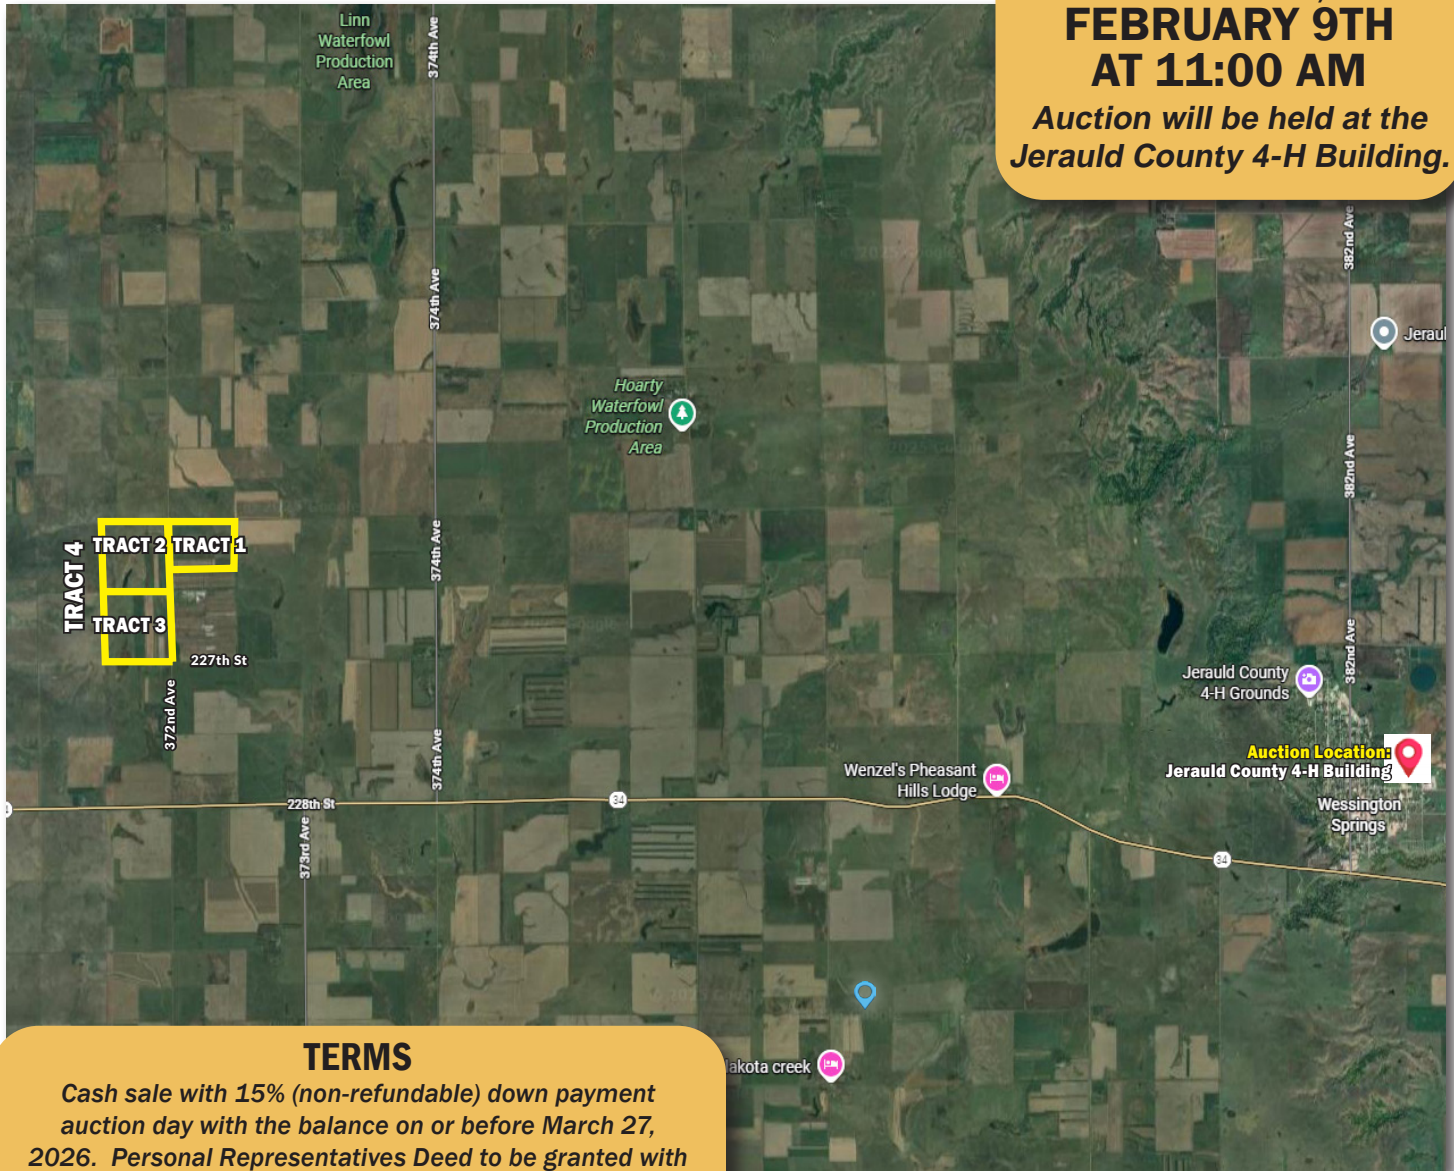 FEBRUARY 9TH
AT 11:00 AM
Auction will be held at the
Jerauld County 4-H Building.
Linn
Waterfowl
Production
Area
374th Ave
374th Ave
382nd Ave
Hoarty
Waterfowl
Production
Area
382nd Ave
TRACT 4
TRACT 2
TRACT 1
TRACT 3
374th Ave
227th St
372nd Ave
382nd Ave
Jerauld County
4-H Grounds
374th Ave
Wenzel's Pheasant
Hills Lodge
Auction Location:
Jerauld County 4-H Building
Wessington
Springs
228th St
34
34
373rd Ave
TERMS
Cash sale with 15% (non-refundable) down payment
auction day with the balance on or before March 27,
2026. Personal Representatives Deed to be granted with
lakota creek